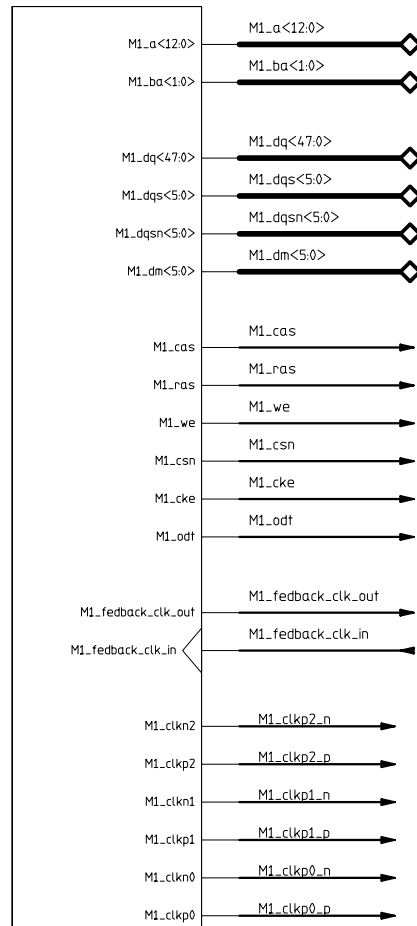 M1_a<12:0> M1_a<12:0>
M1_ba<1:0> M1_ba<1:0>
M1_dq<47:0> M1_dq<47:0>
M1_dqs<5:0> M1_dqs<5:0>
M1_dqsn<5:0> M1_dqsn<5:0>
M1_dm<5:0> M1_dm<5:0>
M1_cas M1_cas
M1_ras M1_ras
M1_we M1_we
M1_csn M1_csn
M1_cke M1_cke
M1_odt M1_odt
M1_fedback_clk_out M1_fedback_clk_out
M1_fedback_clk_in M1_fedback_clk_in
M1_clkn2 M1_clkp2_n
M1_clkp2 M1_clkp2_p
M1_clkn1 M1_clkp1_n
M1_clkp1 M1_clkp1_p
M1_clkn0 M1_clkp0_n
M1_clkp0 M1_clkp0_p